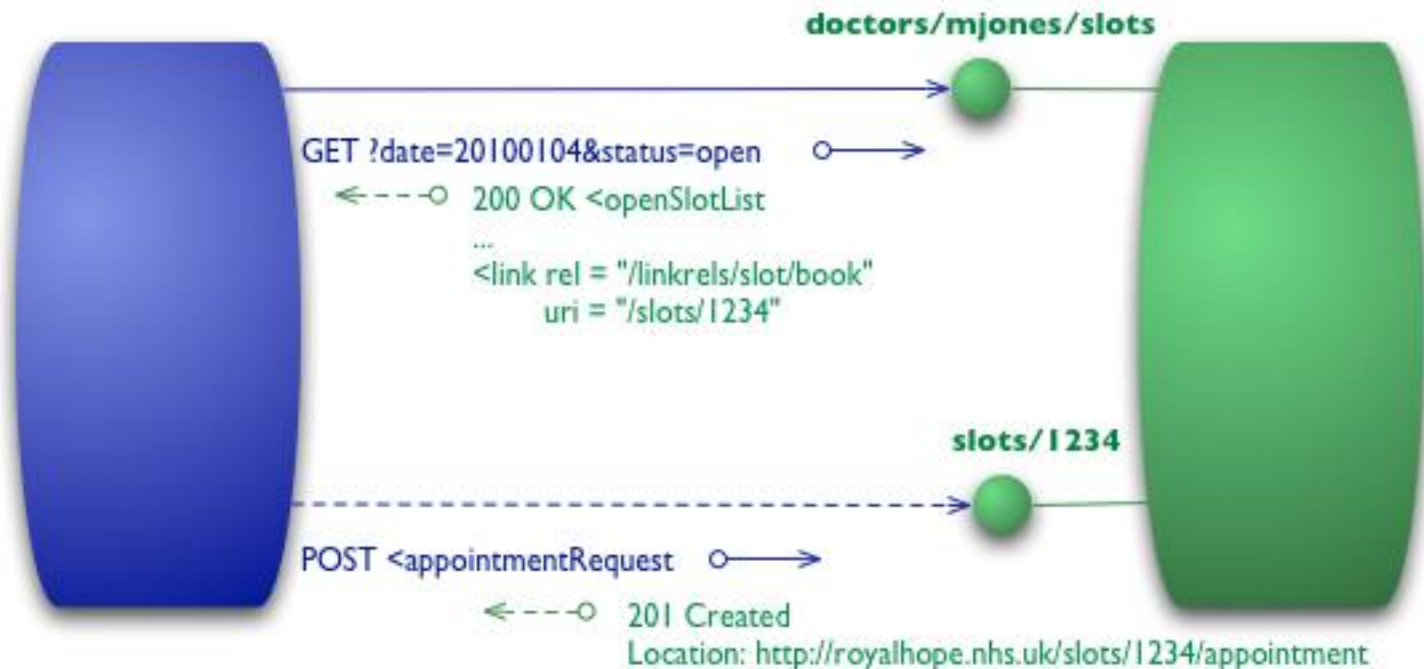 doctors/mjones/slots
GET ?date=20100104&status=open
200 OK <openSlotList
...
<link rel = "/linkrels/slot/book"
uri = "/slots/1234"
slots/1234
POST <appointmentRequest
201 Created
Location: http://royalhope.nhs.uk/slots/1234/appointment